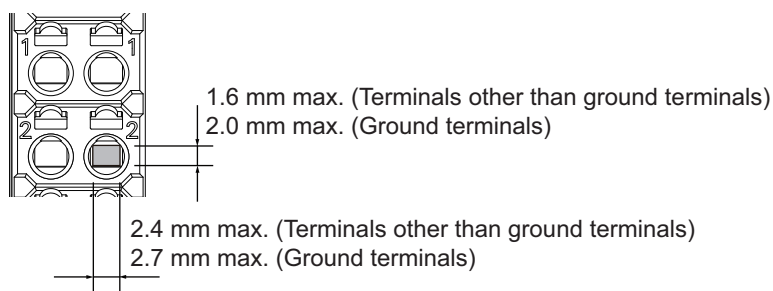 1 1
1.6 mm max. (Terminals other than ground terminals)
2.0 mm max. (Ground terminals)
2 2
2.4 mm max. (Terminals other than ground terminals)
2.7 mm max. (Ground terminals)